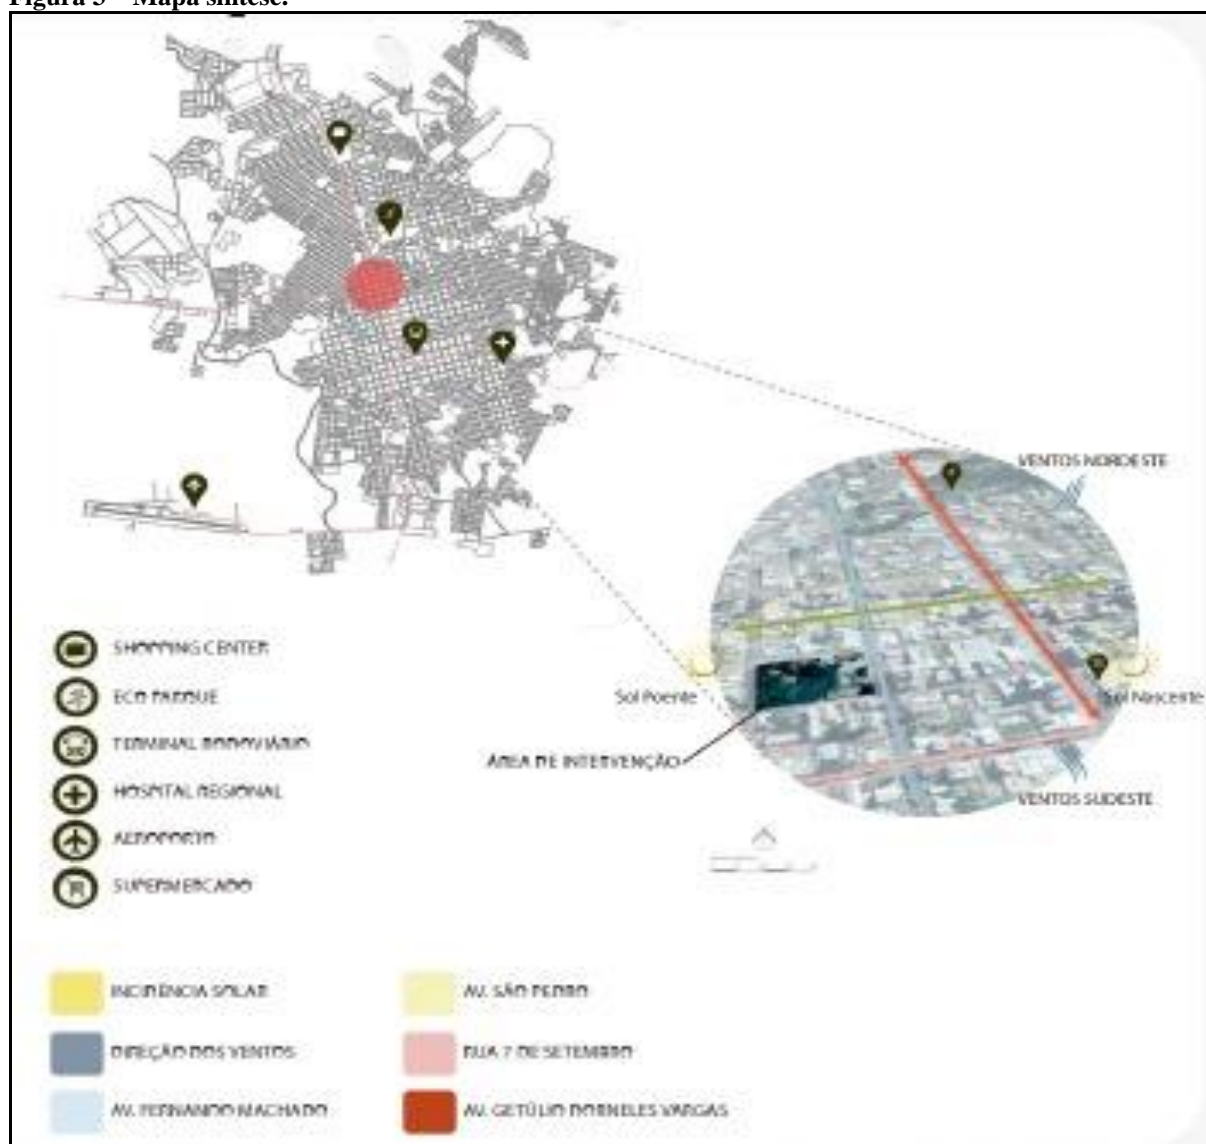 Figura 3 – Mapa síntese.
VENTOS NORDESTE
Sol Poente
Sol Nascente
ÁREA DE INTERVENÇÃO
VENTOS SUDESTE
SHOPPING CENTER
ECO PARQUE
TERMINAL RODOVIÁRIO
HOSPITAL REGIONAL
AEROPORTO
SUPERMERCADO
INCIDÊNCIA SOLAR
AV. SÃO PEDRO
DIREÇÃO DOS VENTOS
RUA 7 DE SETEMBRO
AV. FERNANDO MACHADO
AV. GETÚLIO DORNELES VARGAS